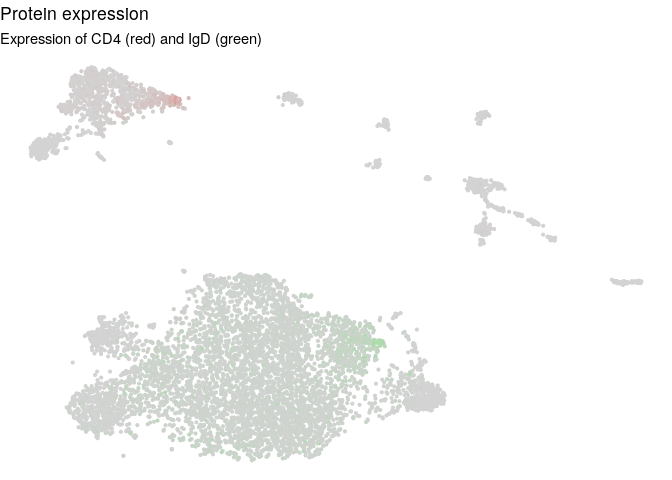 Protein expression
Expression of CD4 (red) and IgD (green)